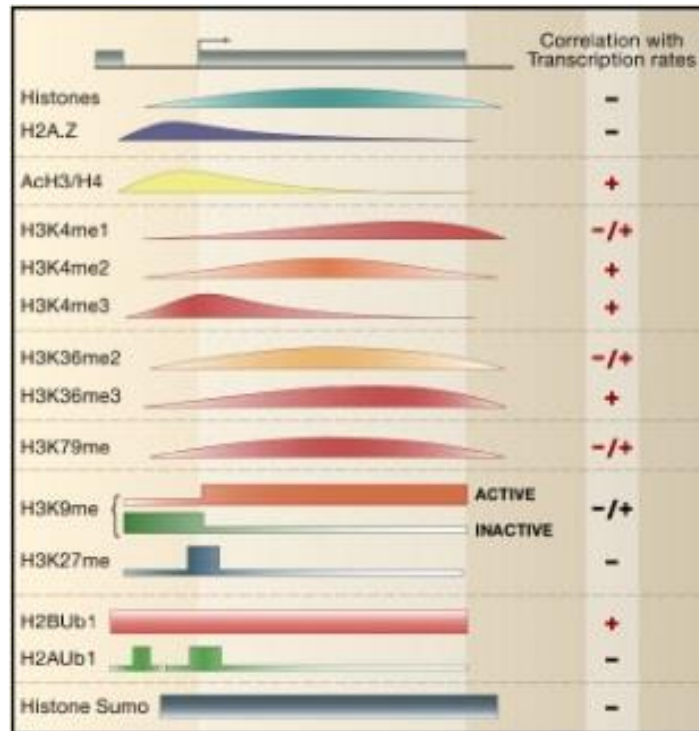 Correlation with
Transcription rates
Histones -
H2A.Z -
AcH3/H4 +
H3K4me1 -/+
H3K4me2 +
H3K4me3 +
H3K36me2 -/+
H3K36me3 +
H3K79me -/+
ACTIVE
H3K9me -/+
INACTIVE
H3K27me -
H2BUb1 +
H2AUb1 -
Histone Sumo -